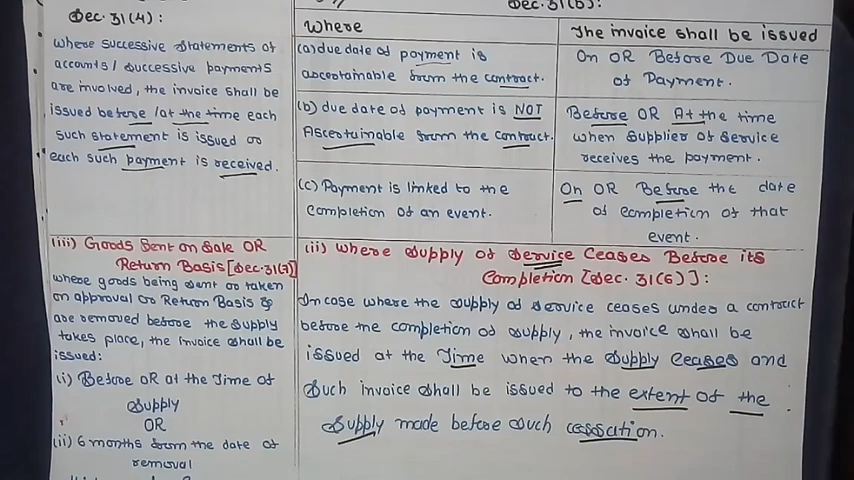 Sec. 31(4):
where successive statements of
accounts/ successive payments
are involved, the invoice shall be
issued before /at the time each
such statement is issued or
each such payment is received.
(iii) Goods Sent on Sale OR
Return Basis [Sec.31(7)]
where goods being sent or taken
on approval or Return Basis &
are removed before the supply
takes place, the invoice shall be
issued:
(i) Before OR at the Time of
Supply
OR
(ii) 6 months from the date of
removal
Sec. 31(5):
Where
The invoice shall be issued
(a) due date of payment is
ascertainable from the contract.
On OR Before Due Date
of Payment.
(b) due date of payment is NOT
Ascertainable from the contract.
Before OR At the time
when supplier of service
receives the payment.
(c) Payment is linked to the
completion of an event.
On OR Before the date
of completion of that
event.
(ii) Where Supply of Service Ceases Before its
Completion [Sec. 31(6)]:
In case where the supply of service ceases under a contract
before the completion of supply, the invoice shall be
issued at the Time when the Supply Ceases and
Such invoice shall be issued to the extent of the
Supply made before such cessation.